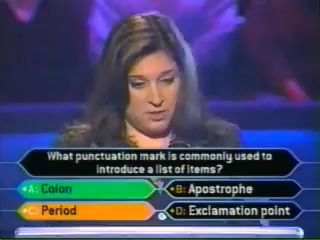 What punctuation mark is commonly used to
introduce a list of items?
A: Colon
B: Apostrophe
C: Period
D: Exclamation point